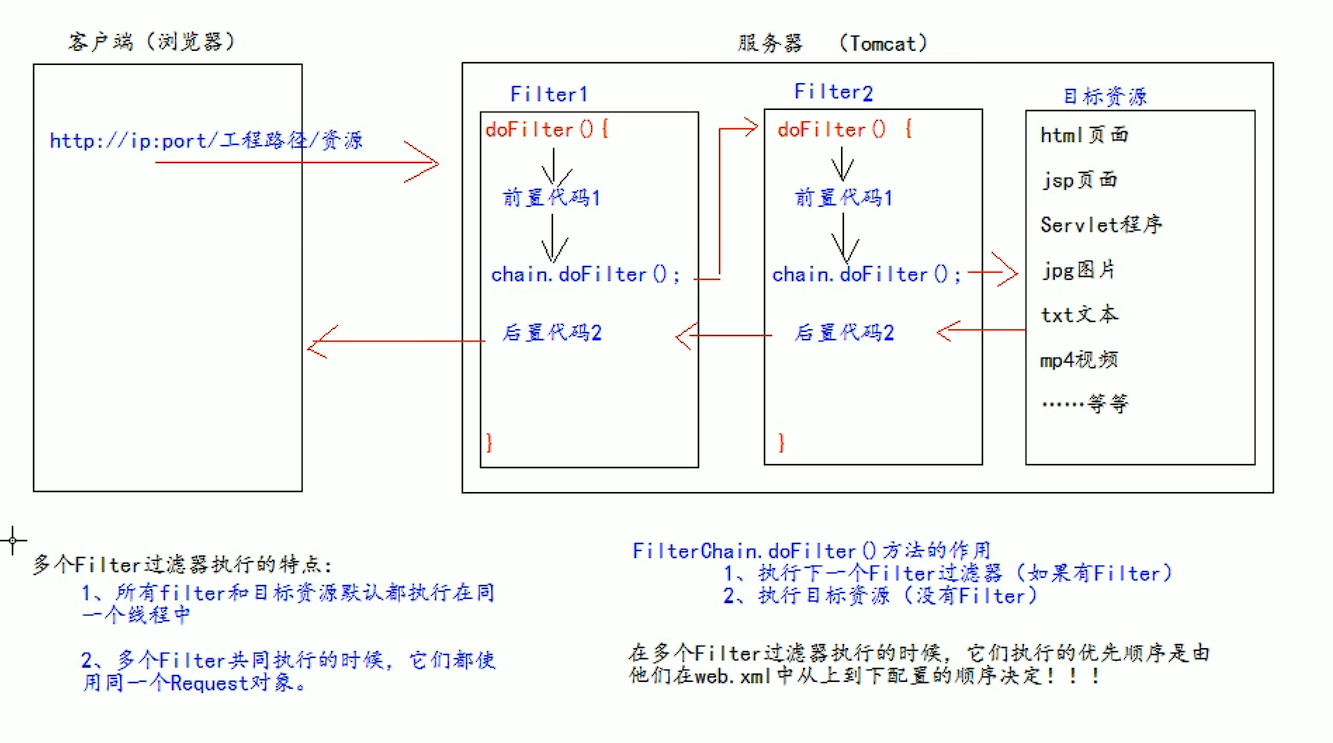 客户端（浏览器）
服务器 （Tomcat）
http://ip:port/工程路径/资源
Filter1
doFilter(){
前置代码1
chain.doFilter();
后置代码2
}
Filter2
doFilter() {
前置代码1
chain.doFilter();
后置代码2
}
目标资源
html页面
jsp页面
Servlet程序
jpg图片
txt文本
mp4视频
……等等
多个Filter过滤器执行的特点：
1、所有filter和目标资源默认都执行在同
一个线程中
2、多个Filter共同执行的时候，它们都使
用同一个Request对象。
FilterChain.doFilter()方法的作用
1、执行下一个Filter过滤器（如果有Filter）
2、执行目标资源（没有Filter）
在多个Filter过滤器执行的时候，它们执行的优先顺序是由
他们在web.xml中从上到下配置的顺序决定！！！